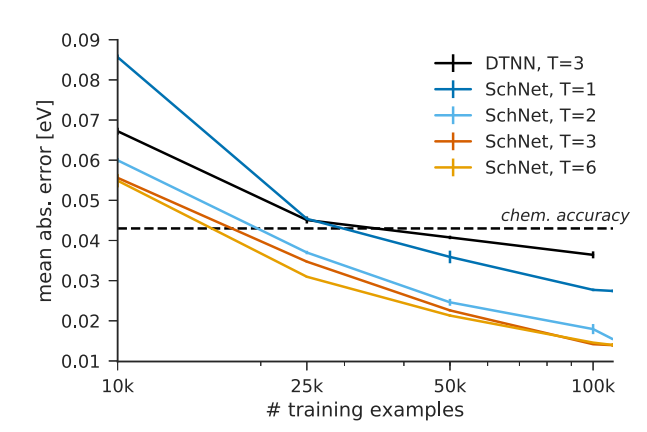 0.09
0.08
0.07
0.06
0.05
0.04
0.03
0.02
0.01
mean abs. error [eV]
DTNN, T=3
SchNet, T=1
SchNet, T=2
SchNet, T=3
SchNet, T=6
chem. accuracy
10k 25k 50k 100k
# training examples